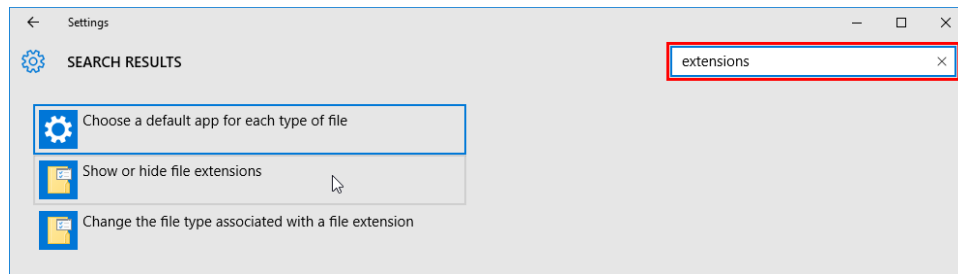 Settings
SEARCH RESULTS
extensions
Choose a default app for each type of file
Show or hide file extensions
Change the file type associated with a file extension